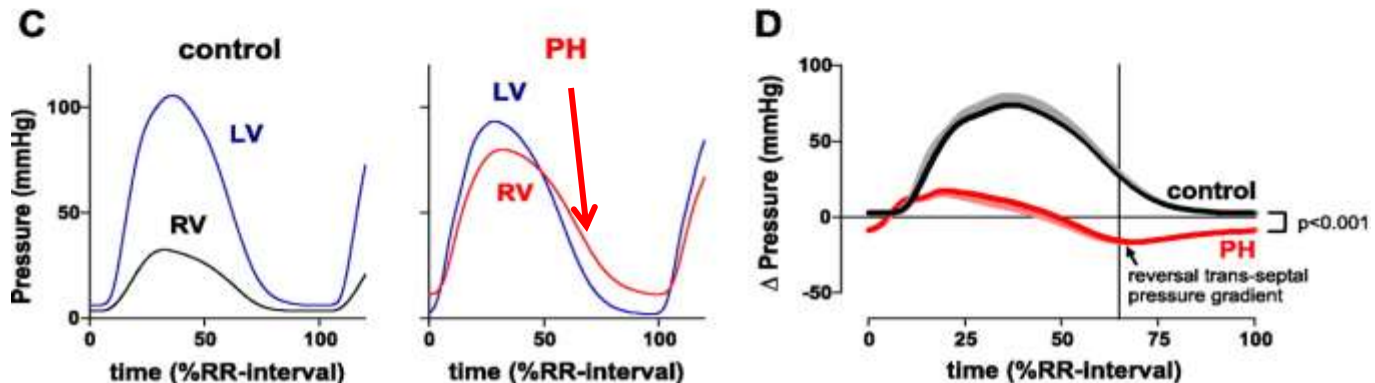 C
control
PH
Pressure (mmHg)
100
50
0
LV
RV
0
50
100
time (%RR-interval)
LV
RV
0
50
100
time (%RR-interval)
D
Δ Pressure (mmHg)
100
50
0
-50
control
p<0.001
PH
reversal trans-septal
pressure gradient
0
25
50
75
100
time (%RR-interval)